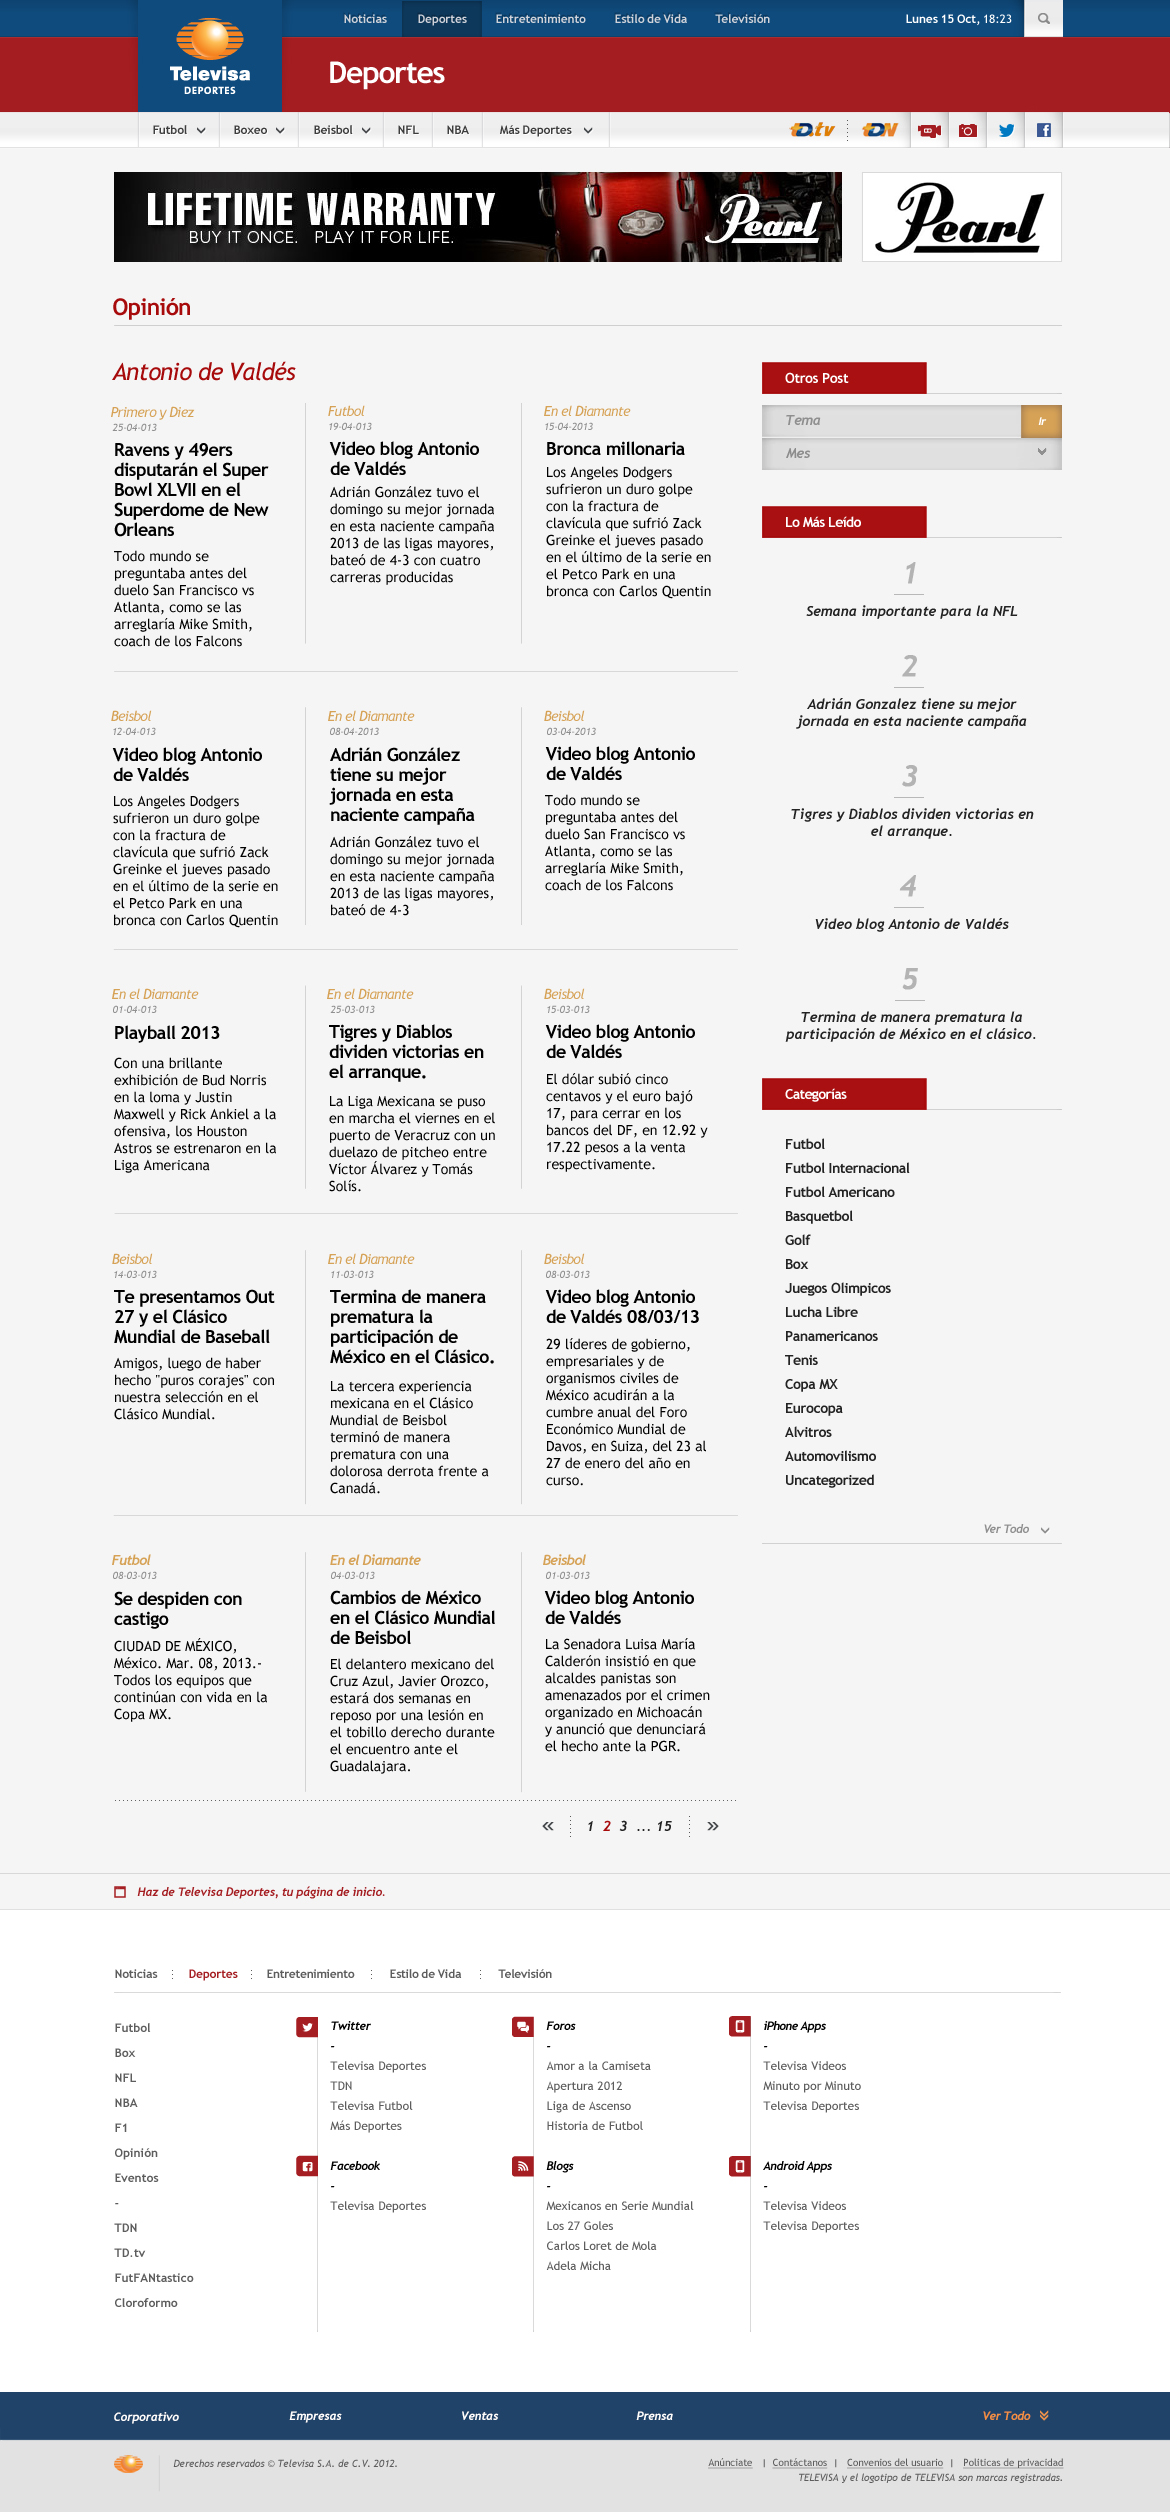 Noticias Deportes Entretenimiento Estilo de Vida Televisión Lunes 15 Oct, 18:23
Televisa
DEPORTES
Deportes
Futbol Boxeo Beisbol NFL NBA Más Deportes TD.tv TDN
LIFETIME WARRANTY
BUY IT ONCE. PLAY IT FOR LIFE.
Pearl
Pearl
Opinión
Antonio de Valdés
Primero y Diez
25-04-013
Ravens y 49ers
disputarán el Super
Bowl XLVII en el
Superdome de New
Orleans
Todo mundo se
preguntaba antes del
duelo San Francisco vs
Atlanta, como se las
arreglaría Mike Smith,
coach de los Falcons
Futbol
19-04-013
Video blog Antonio
de Valdés
Adrián González tuvo el
domingo su mejor jornada
en esta naciente campaña
2013 de las ligas mayores,
bateó de 4-3 con cuatro
carreras producidas
En el Diamante
15-04-2013
Bronca millonaria
Los Angeles Dodgers
sufrieron un duro golpe
con la fractura de
clavícula que sufrió Zack
Greinke el jueves pasado
en el último de la serie en
el Petco Park en una
bronca con Carlos Quentin
Beisbol
12-04-013
Video blog Antonio
de Valdés
Los Angeles Dodgers
sufrieron un duro golpe
con la fractura de
clavícula que sufrió Zack
Greinke el jueves pasado
en el último de la serie en
el Petco Park en una
bronca con Carlos Quentin
En el Diamante
08-04-2013
Adrián González
tiene su mejor
jornada en esta
naciente campaña
Adrián González tuvo el
domingo su mejor jornada
en esta naciente campaña
2013 de las ligas mayores,
bateó de 4-3
Beisbol
03-04-2013
Video blog Antonio
de Valdés
Todo mundo se
preguntaba antes del
duelo San Francisco vs
Atlanta, como se las
arreglaría Mike Smith,
coach de los Falcons
En el Diamante
01-04-013
Playball 2013
Con una brillante
exhibición de Bud Norris
en la loma y Justin
Maxwell y Rick Ankiel a la
ofensiva, los Houston
Astros se estrenaron en la
Liga Americana
En el Diamante
25-03-013
Tigres y Diablos
dividen victorias en
el arranque.
La Liga Mexicana se puso
en marcha el viernes en el
puerto de Veracruz con un
duelazo de pitcheo entre
Víctor Álvarez y Tomás
Solís.
Beisbol
15-03-013
Video blog Antonio
de Valdés
El dólar subió cinco
centavos y el euro bajó
17, para cerrar en los
bancos del DF, en 12.92 y
17.22 pesos a la venta
respectivamente.
Beisbol
14-03-013
Te presentamos Out
27 y el Clásico
Mundial de Baseball
Amigos, luego de haber
hecho "puros corajes" con
nuestra selección en el
Clásico Mundial.
En el Diamante
11-03-013
Termina de manera
prematura la
participación de
México en el Clásico.
La tercera experiencia
mexicana en el Clásico
Mundial de Beisbol
terminó de manera
prematura con una
dolorosa derrota frente a
Canadá.
Beisbol
08-03-013
Video blog Antonio
de Valdés 08/03/13
29 líderes de gobierno,
empresariales y de
organismos civiles de
México acudirán a la
cumbre anual del Foro
Económico Mundial de
Davos, en Suiza, del 23 al
27 de enero del año en
curso.
Futbol
08-03-013
Se despiden con
castigo
CIUDAD DE MÉXICO,
México. Mar. 08, 2013.-
Todos los equipos que
continúan con vida en la
Copa MX.
En el Diamante
04-03-013
Cambios de México
en el Clásico Mundial
de Beisbol
El delantero mexicano del
Cruz Azul, Javier Orozco,
estará dos semanas en
reposo por una lesión en
el tobillo derecho durante
el encuentro ante el
Guadalajara.
Beisbol
01-03-013
Video blog Antonio
de Valdés
La Senadora Luisa María
Calderón insistió en que
alcaldes panistas son
amenazados por el crimen
organizado en Michoacán
y anunció que denunciará
el hecho ante la PGR.
« 1 2 3 ... 15 »
Otros Post
Tema Ir
Mes
Lo Más Leído
1
Semana importante para la NFL
2
Adrián Gonzalez tiene su mejor
jornada en esta naciente campaña
3
Tigres y Diablos dividen victorias en
el arranque.
4
Video blog Antonio de Valdés
5
Termina de manera prematura la
participación de México en el clásico.
Categorías
Futbol
Futbol Internacional
Futbol Americano
Basquetbol
Golf
Box
Juegos Olimpicos
Lucha Libre
Panamericanos
Tenis
Copa MX
Eurocopa
Alvitros
Automovilismo
Uncategorized
Ver Todo
Haz de Televisa Deportes, tu página de inicio.
Noticias Deportes Entretenimiento Estilo de Vida Televisión
Futbol
Box
NFL
NBA
F1
Opinión
Eventos
-
TDN
TD.tv
FutFANtastico
Cloroformo
Twitter
-
Televisa Deportes
TDN
Televisa Futbol
Más Deportes
Facebook
-
Televisa Deportes
Foros
-
Amor a la Camiseta
Apertura 2012
Liga de Ascenso
Historia de Futbol
Blogs
-
Mexicanos en Serie Mundial
Los 27 Goles
Carlos Loret de Mola
Adela Micha
iPhone Apps
-
Televisa Videos
Minuto por Minuto
Televisa Deportes
Android Apps
-
Televisa Videos
Televisa Deportes
Corporativo Empresas Ventas Prensa Ver Todo
Derechos reservados © Televisa S.A. de C.V. 2012.
Anúnciate | Contáctanos | Convenios del usuario | Politicas de privacidad
TELEVISA y el logotipo de TELEVISA son marcas registradas.